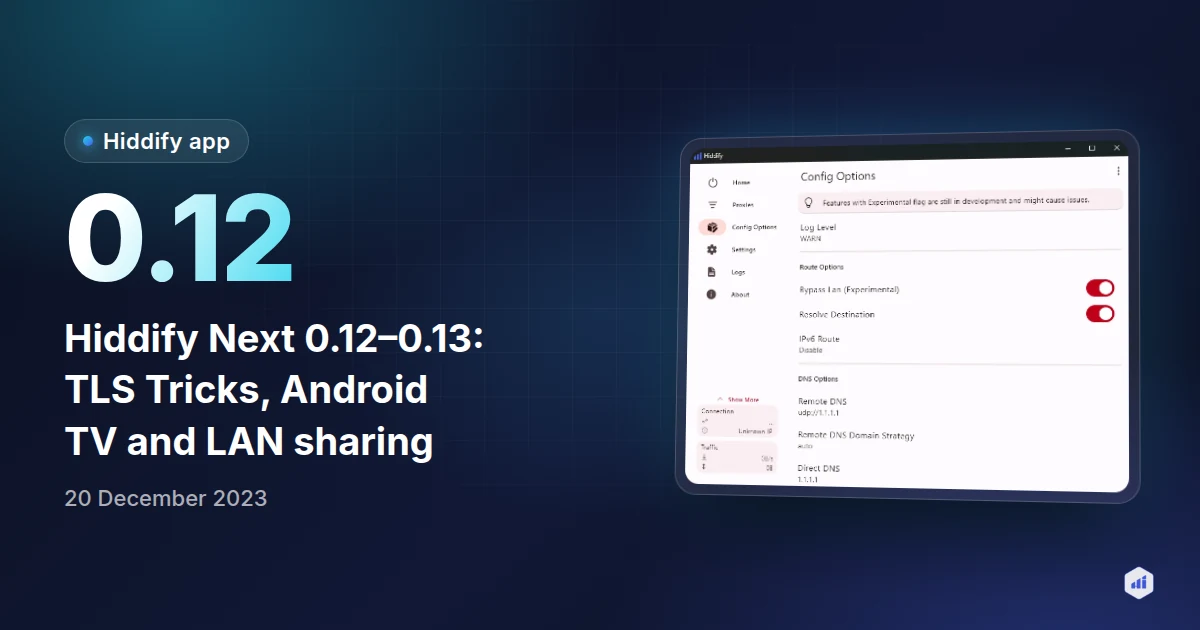 Hiddify app
0.12
Hiddify Next 0.12–0.13:
TLS Tricks, Android
TV and LAN sharing
20 December 2023
Hiddify
Home
Proxies
Config Options
Settings
Logs
About
Show More
Connection
Unknown
Traffic
Config Options
Features with Experimental flag are still in development and might cause issues.
Log Level
WARN
Route Options
Bypass Lan (Experimental)
Resolve Destination
IPv6 Route
Disable
DNS Options
Remote DNS
udp://1.1.1.1
Remote DNS Domain Strategy
auto
Direct DNS
1.1.1.1